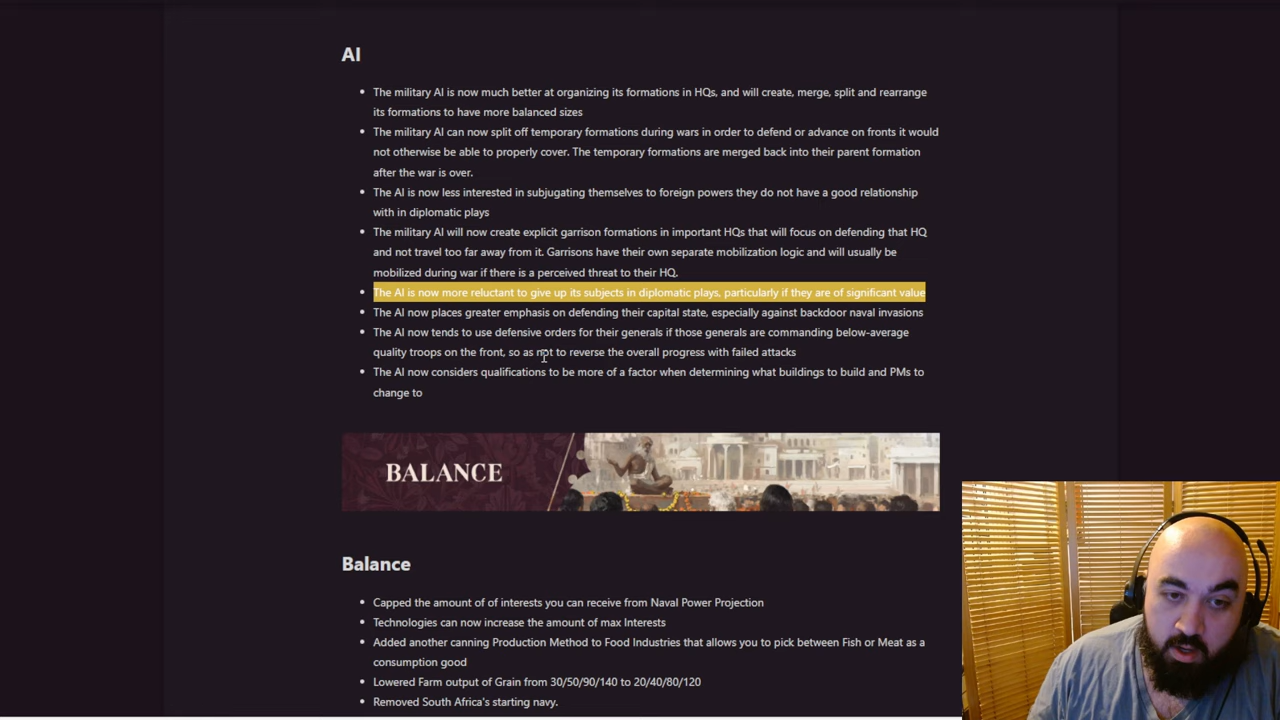 AI
The military AI is now much better at organizing its formations in HQs, and will create, merge, split and rearrange
its formations to have more balanced sizes
The military AI can now split off temporary formations during wars in order to defend or advance on fronts it would
not otherwise be able to properly cover. The temporary formations are merged back into their parent formation
after the war is over.
The AI is now less interested in subjugating themselves to foreign powers they do not have a good relationship
with in diplomatic plays
The military AI will now create explicit garrison formations in important HQs that will focus on defending that HQ
and not travel too far away from it. Garrisons have their own separate mobilization logic and will usually be
mobilized during war if there is a perceived threat to their HQ.
The AI is now more reluctant to give up its subjects in diplomatic plays, particularly if they are of significant value
The AI now places greater emphasis on defending their capital state, especially against backdoor naval invasions
The AI now tends to use defensive orders for their generals if those generals are commanding below-average
quality troops on the front, so as not to reverse the overall progress with failed attacks
The AI now considers qualifications to be more of a factor when determining what buildings to build and PMs to
change to
BALANCE
Balance
Capped the amount of of interests you can receive from Naval Power Projection
Technologies can now increase the amount of max Interests
Added another canning Production Method to Food Industries that allows you to pick between Fish or Meat as a
consumption good
Lowered Farm output of Grain from 30/50/90/140 to 20/40/80/120
Removed South Africa's starting navy.